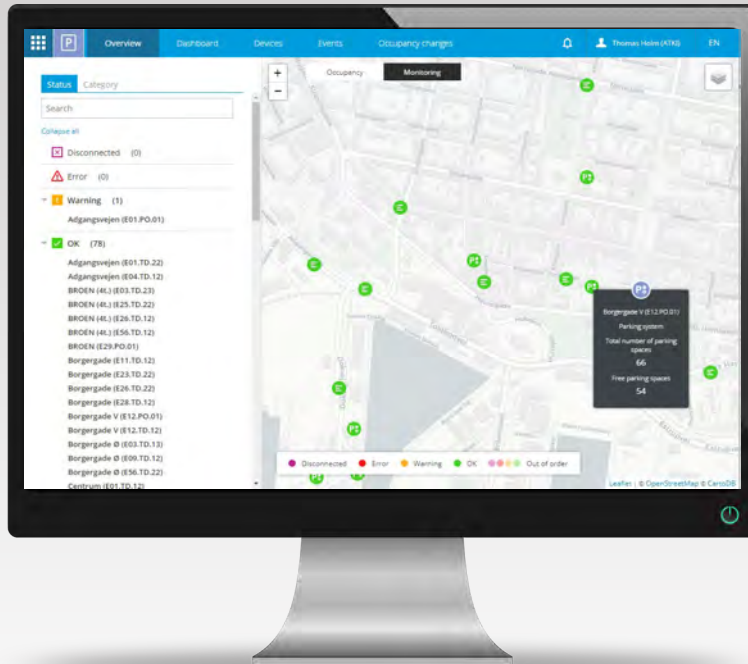 P
Overview
Dashboard
Devices
Events
Occupancy changes
Thomas Holm (ATKI)
EN
Status
Category
Search
Collapse all
Disconnected (0)
Error (0)
Warning (1)
Adgangsvejen (E01.PO.01)
OK (78)
Adgangsvejen (E01.TD.22)
Adgangsvejen (E04.TD.12)
BROEN (4t.) (E03.TD.23)
BROEN (4t.) (E25.TD.22)
BROEN (4t.) (E26.TD.12)
BROEN (4t.) (E56.TD.12)
BROEN (E29.PO.01)
Borgergade (E11.TD.12)
Borgergade (E23.TD.22)
Borgergade (E26.TD.22)
Borgergade (E28.TD.12)
Borgergade V (E12.PO.01)
Borgergade V (E12.TD.12)
Borgergade Ø (E03.TD.13)
Borgergade Ø (E09.TD.12)
Borgergade Ø (E56.TD.22)
Centrum (E01.TD.12)
+
−
Occupancy
Monitoring
Borgergade V (E12.PO.01)
Parking system
Total number of parking
spaces
66
Free parking spaces
54
Disconnected
Error
Warning
OK
Out of order
Leaflet | © OpenStreetMap © CartoDB